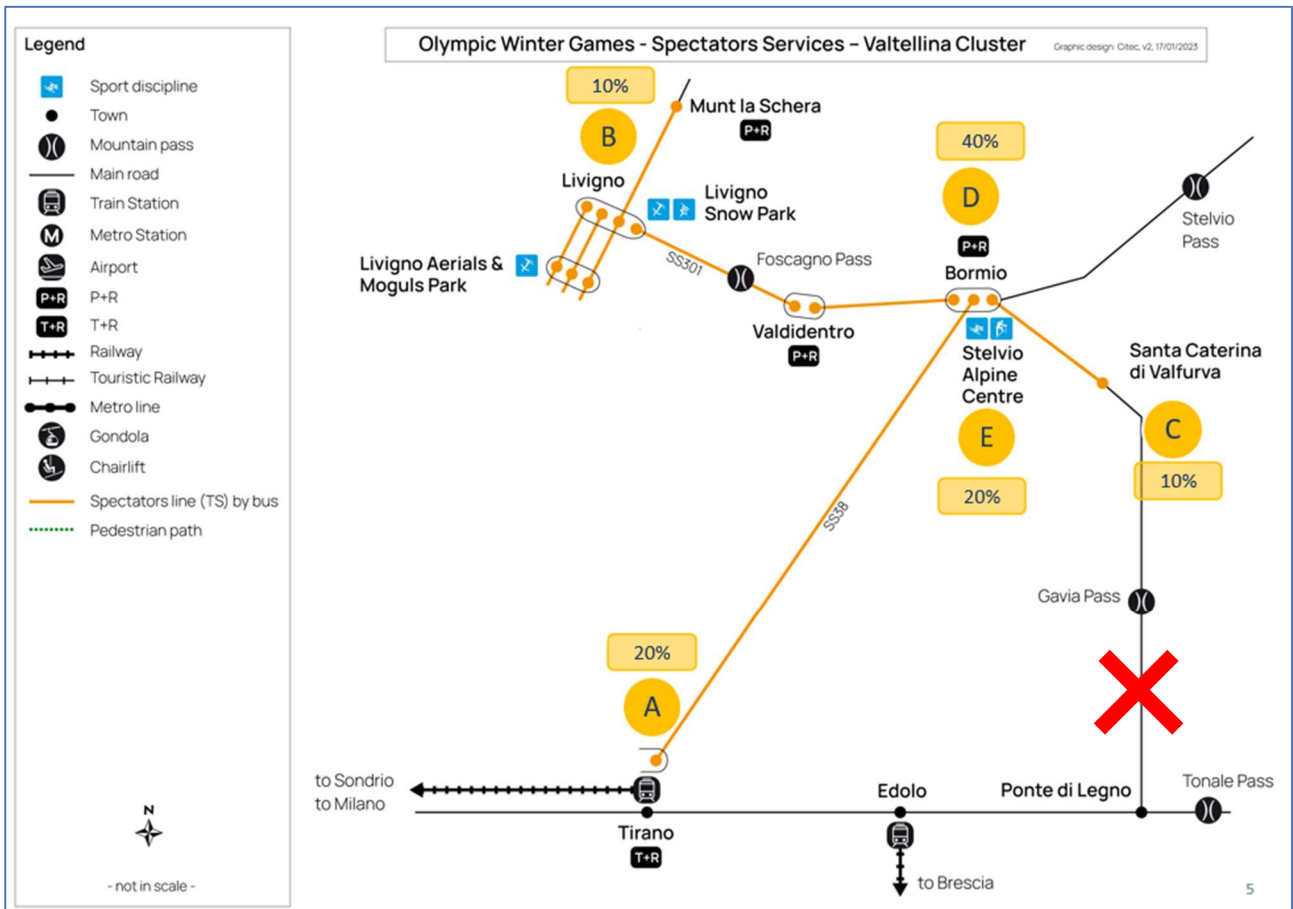 Legend
Sport discipline
Town
Mountain pass
Main road
Train Station
M
Metro Station
Airport
P+R
P+R
T+R
T+R
Railway
Touristic Railway
Metro line
Gondola
Chairlift
Spectators line (TS) by bus
Pedestrian path
N
- not in scale -
Olympic Winter Games - Spectators Services – Valtellina Cluster
Graphic design: Citec, v2, 17/01/2023
10%
B
Munt la Schera
P+R
Livigno
Livigno
Snow Park
Livigno Aerials &
Moguls Park
SS301
Foscagno Pass
Valdidentro
P+R
40%
D
P+R
Bormio
Stelvio
Pass
Stelvio
Alpine
Centre
E
20%
Santa Caterina
di Valfurva
C
10%
SS38
Gavia Pass
20%
A
to Sondrio
to Milano
Tirano
T+R
Edolo
to Brescia
Ponte di Legno
Tonale Pass
5